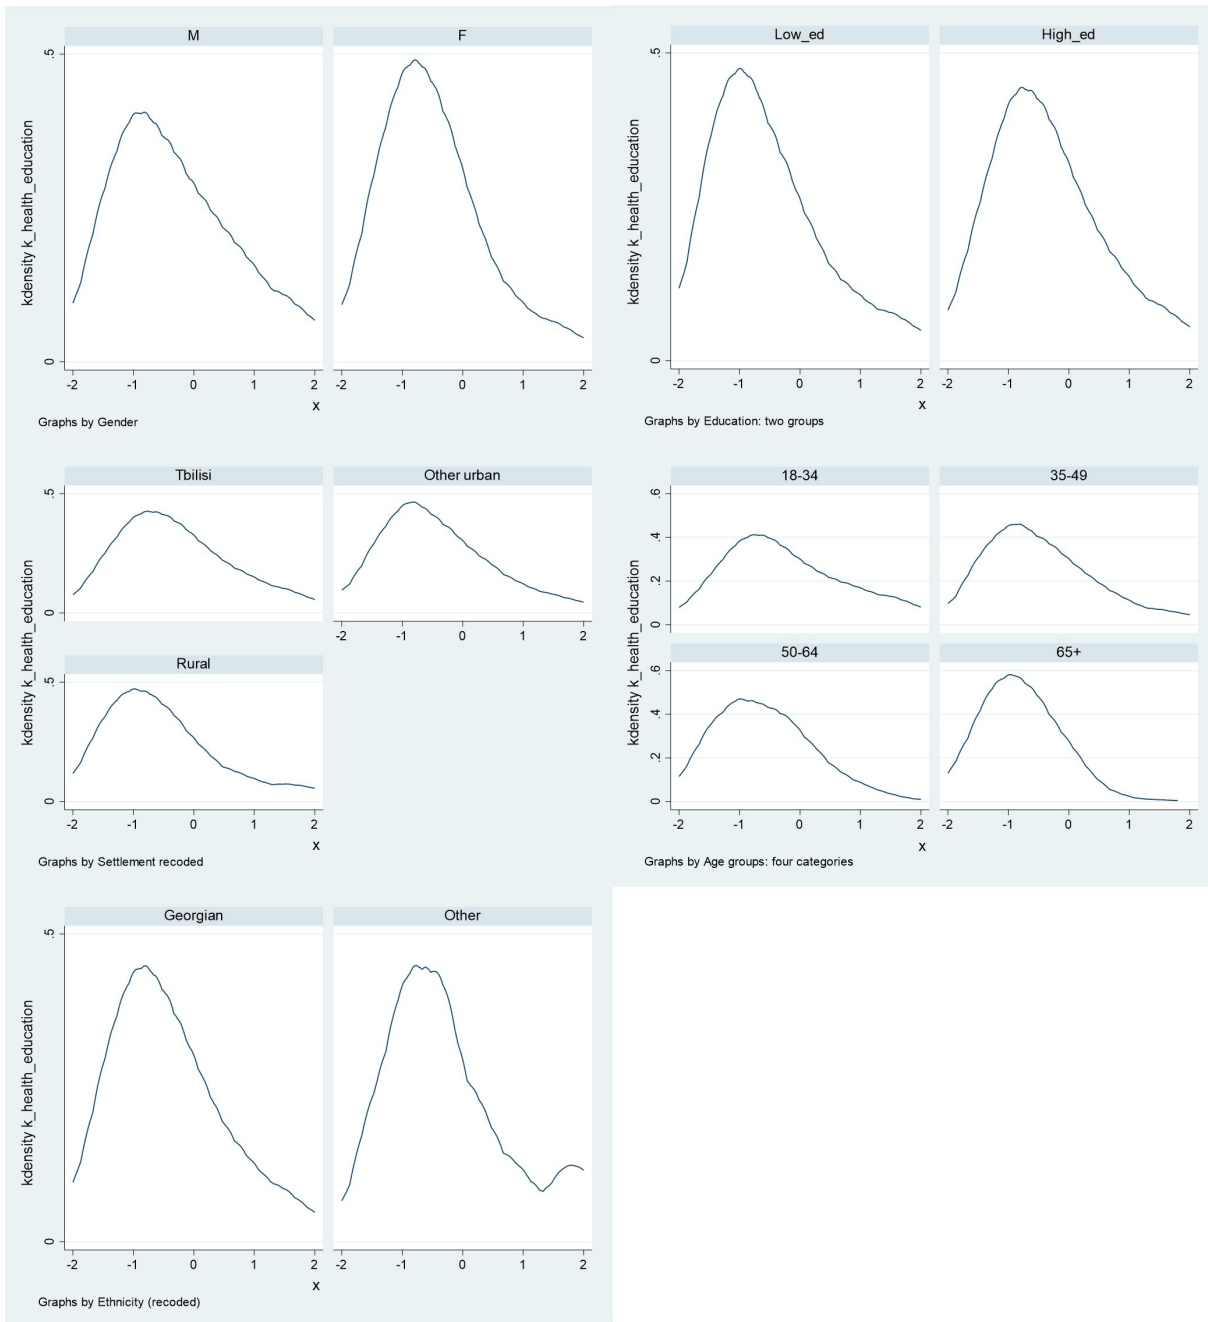 M F
kdensity k_health_education
.5
0
-2 -1 0 1 2 -2 -1 0 1 2
x
Graphs by Gender
Low_ed High_ed
kdensity k_health_education
.5
0
-2 -1 0 1 2 -2 -1 0 1 2
x
Graphs by Education: two groups
Tbilisi Other urban
kdensity k_health_education
.5
0
-2 -1 0 1 2
Rural
.5
0
-2 -1 0 1 2
x
Graphs by Settlement recoded
18-34 35-49
kdensity k_health_education
.6
.4
.2
0
50-64 65+
.6
.4
.2
0
-2 -1 0 1 2 -2 -1 0 1 2
x
Graphs by Age groups: four categories
Georgian Other
kdensity k_health_education
.5
0
-2 -1 0 1 2 -2 -1 0 1 2
x
Graphs by Ethnicity (recoded)